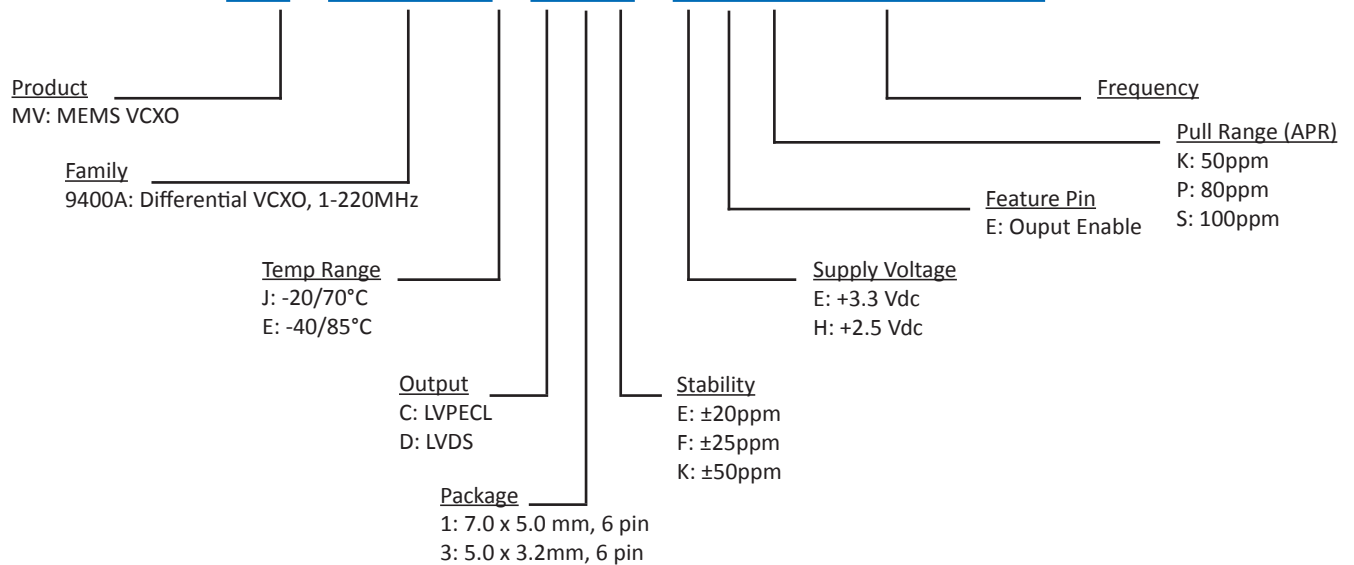 Product
MV: MEMS VCXO
Family
9400A: Differential VCXO, 1-220MHz
Temp Range
J: -20/70°C
E: -40/85°C
Output
C: LVPECL
D: LVDS
Package
1: 7.0 x 5.0 mm, 6 pin
3: 5.0 x 3.2mm, 6 pin
Stability
E: ±20ppm
F: ±25ppm
K: ±50ppm
Supply Voltage
E: +3.3 Vdc
H: +2.5 Vdc
Feature Pin
E: Ouput Enable
Pull Range (APR)
K: 50ppm
P: 80ppm
S: 100ppm
Frequency